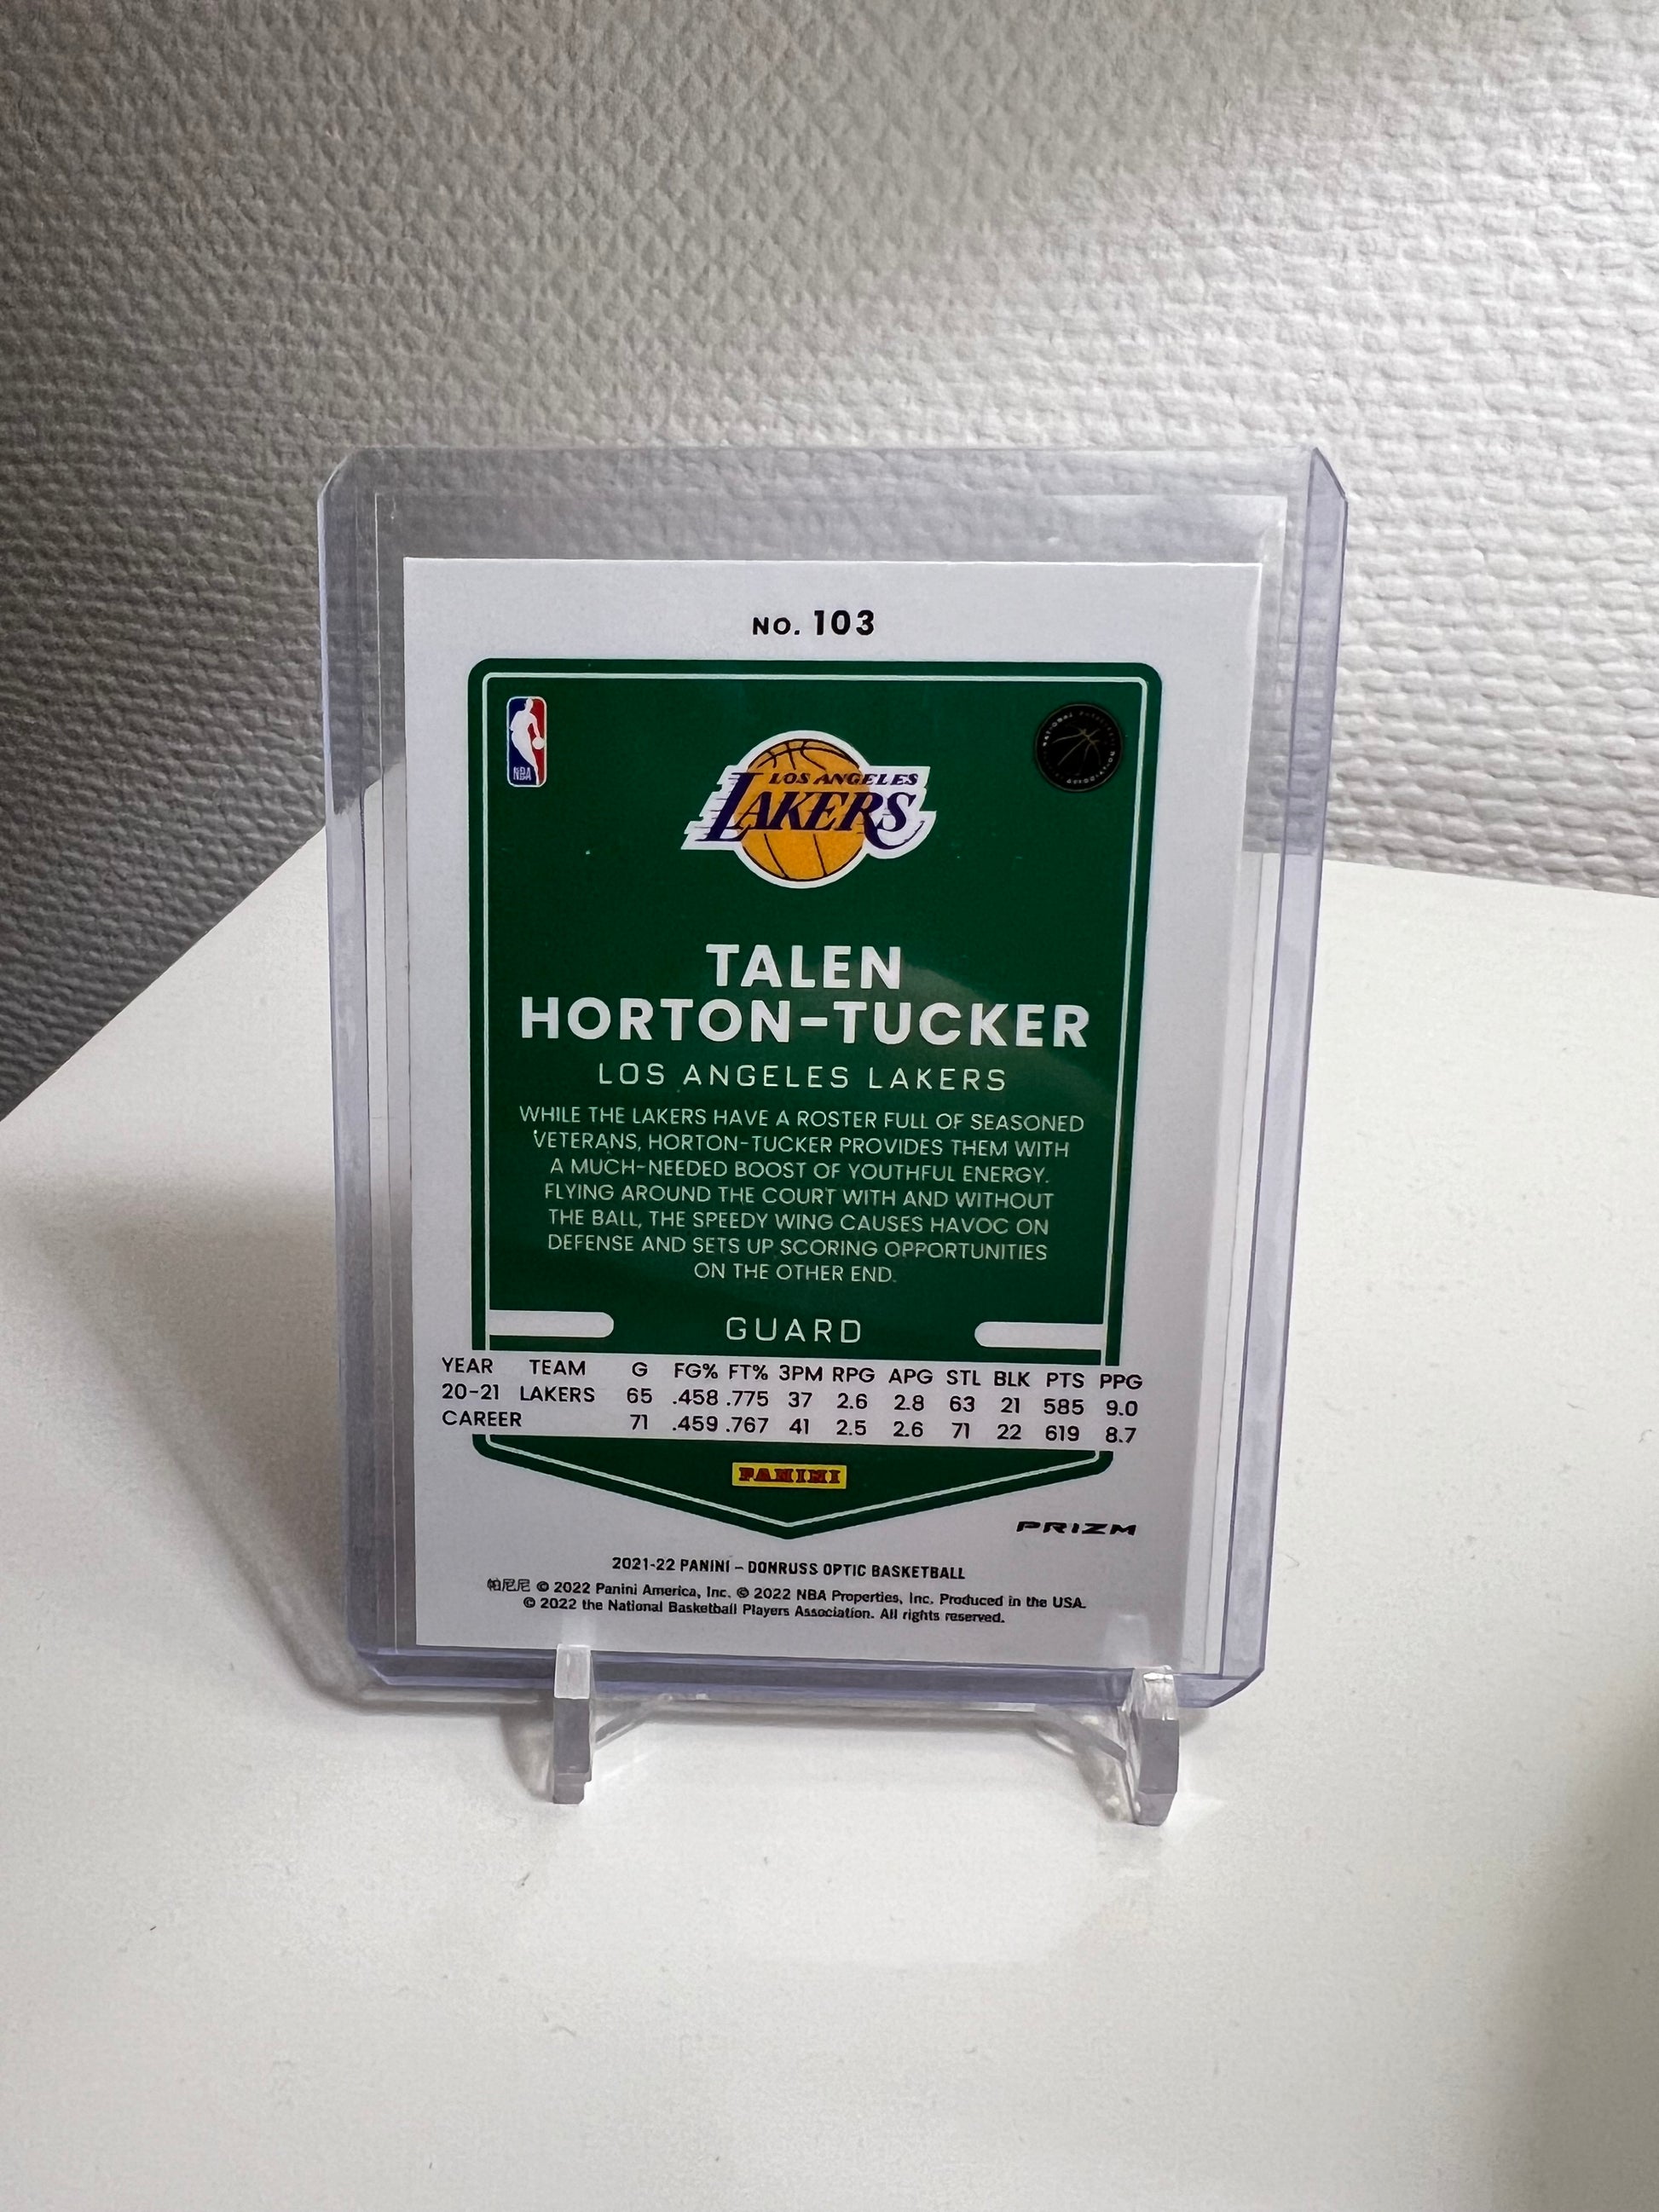 NO. 103
NBA
LOS ANGELES
LAKERS
TALEN
HORTON-TUCKER
LOS ANGELES LAKERS
WHILE THE LAKERS HAVE A ROSTER FULL OF SEASONED
VETERANS, HORTON-TUCKER PROVIDES THEM WITH
A MUCH-NEEDED BOOST OF YOUTHFUL ENERGY.
FLYING AROUND THE COURT WITH AND WITHOUT
THE BALL, THE SPEEDY WING CAUSES HAVOC ON
DEFENSE AND SETS UP SCORING OPPORTUNITIES
ON THE OTHER END.
GUARD
YEAR TEAM G FG% FT% 3PM RPG APG STL BLK PTS PPG
20-21 LAKERS 65 .458 .775 37 2.6 2.8 63 21 585 9.0
CAREER 71 .459 .767 41 2.5 2.6 71 22 619 8.7
PANINI
PRIZM
2021-22 PANINI – DONRUSS OPTIC BASKETBALL
帕尼尼 © 2022 Panini America, Inc. © 2022 NBA Properties, Inc. Produced in the USA.
© 2022 the National Basketball Players Association. All rights reserved.